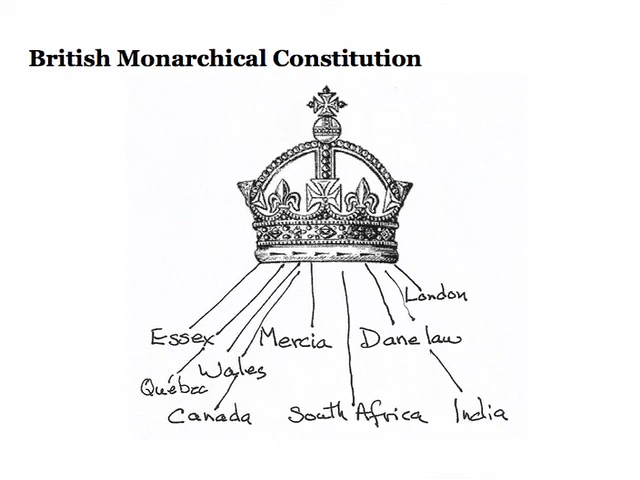 British Monarchical Constitution
London
Essex Mercia Danelaw
Wales
Québec
Canada South Africa India